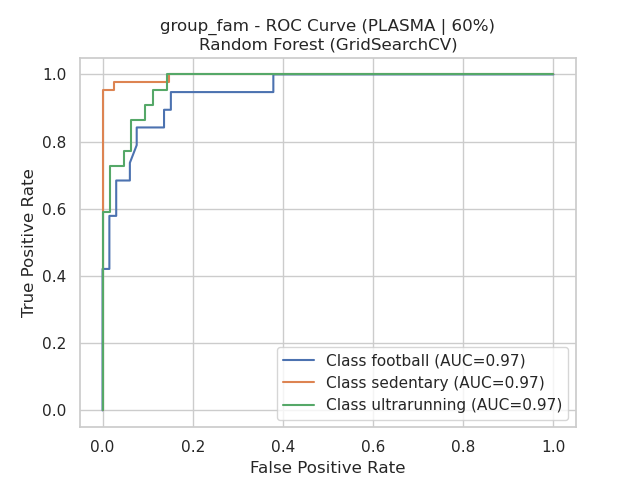 group_fam - ROC Curve (PLASMA | 60%)
Random Forest (GridSearchCV)
True Positive Rate
1.0
0.8
0.6
0.4
0.2
0.0
Class football (AUC=0.97)
Class sedentary (AUC=0.97)
Class ultrarunning (AUC=0.97)
0.0 0.2 0.4 0.6 0.8 1.0
False Positive Rate